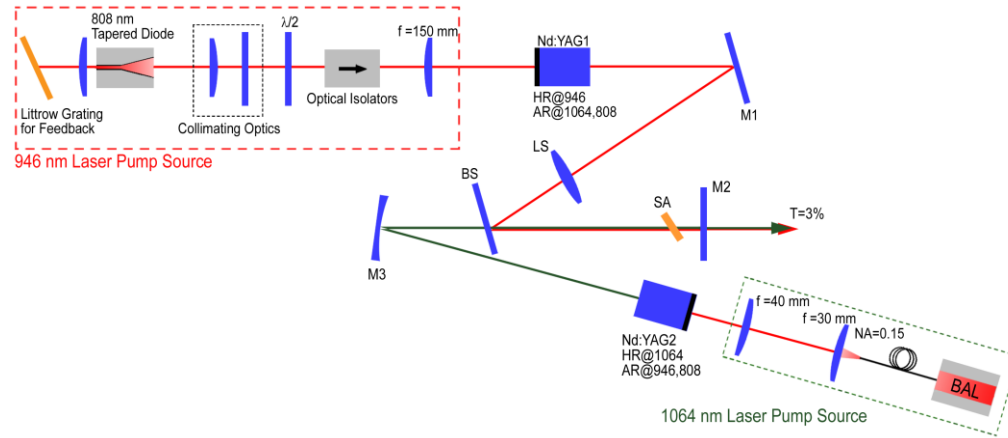 808 nm
Tapered Diode
λ/2
f =150 mm
Littrow Grating
for Feedback
Collimating Optics
Optical Isolators
946 nm Laser Pump Source
Nd:YAG1
HR@946
AR@1064,808
M1
LS
BS
SA
M2
T=3%
M3
Nd:YAG2
HR@1064
AR@946,808
f =40 mm
f =30 mm
NA=0.15
BAL
1064 nm Laser Pump Source